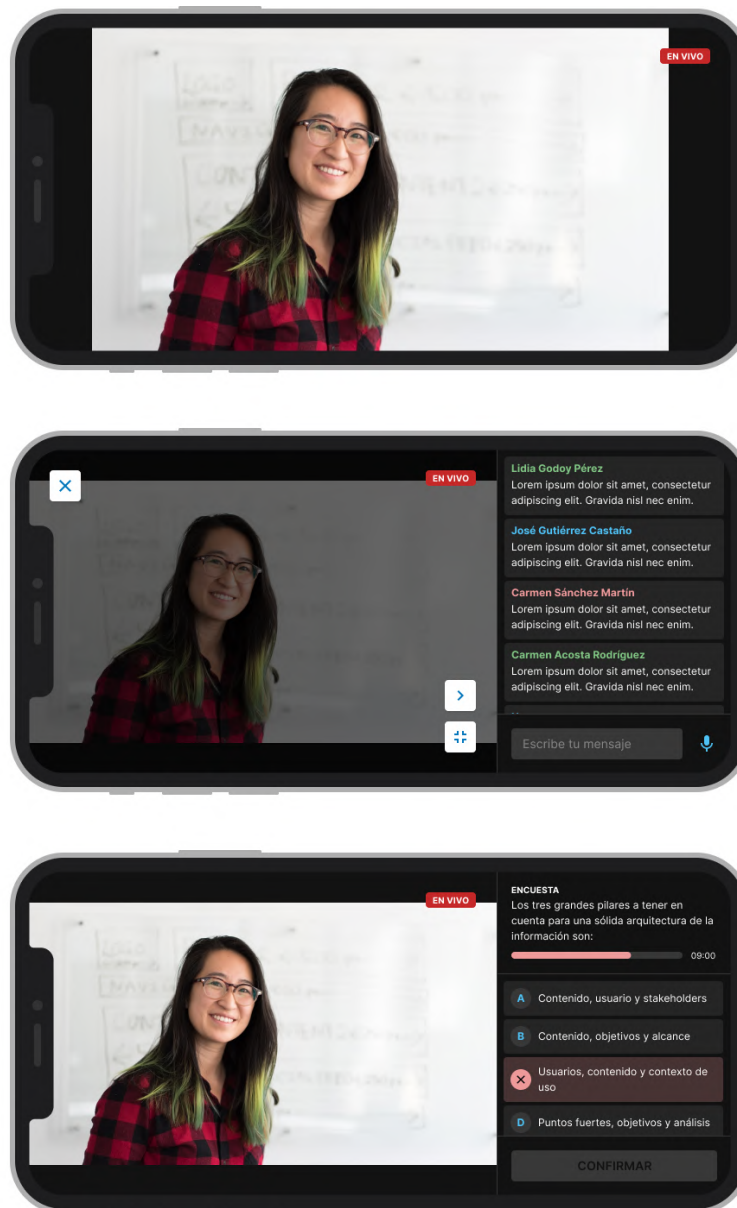 EN VIVO
EN VIVO
Lidia Godoy Pérez
Lorem ipsum dolor sit amet, consectetur
adipiscing elit. Gravida nisl nec enim.
José Gutiérrez Castaño
Lorem ipsum dolor sit amet, consectetur
adipiscing elit. Gravida nisl nec enim.
Carmen Sánchez Martín
Lorem ipsum dolor sit amet, consectetur
adipiscing elit. Gravida nisl nec enim.
Carmen Acosta Rodríguez
Lorem ipsum dolor sit amet, consectetur
adipiscing elit. Gravida nisl nec enim.
Escribe tu mensaje
EN VIVO
ENCUESTA
Los tres grandes pilares a tener en
cuenta para una sólida arquitectura de la
información son:
09:00
A Contenido, usuario y stakeholders
B Contenido, objetivos y alcance
Usuarios, contenido y contexto de
uso
D Puntos fuertes, objetivos y análisis
CONFIRMAR